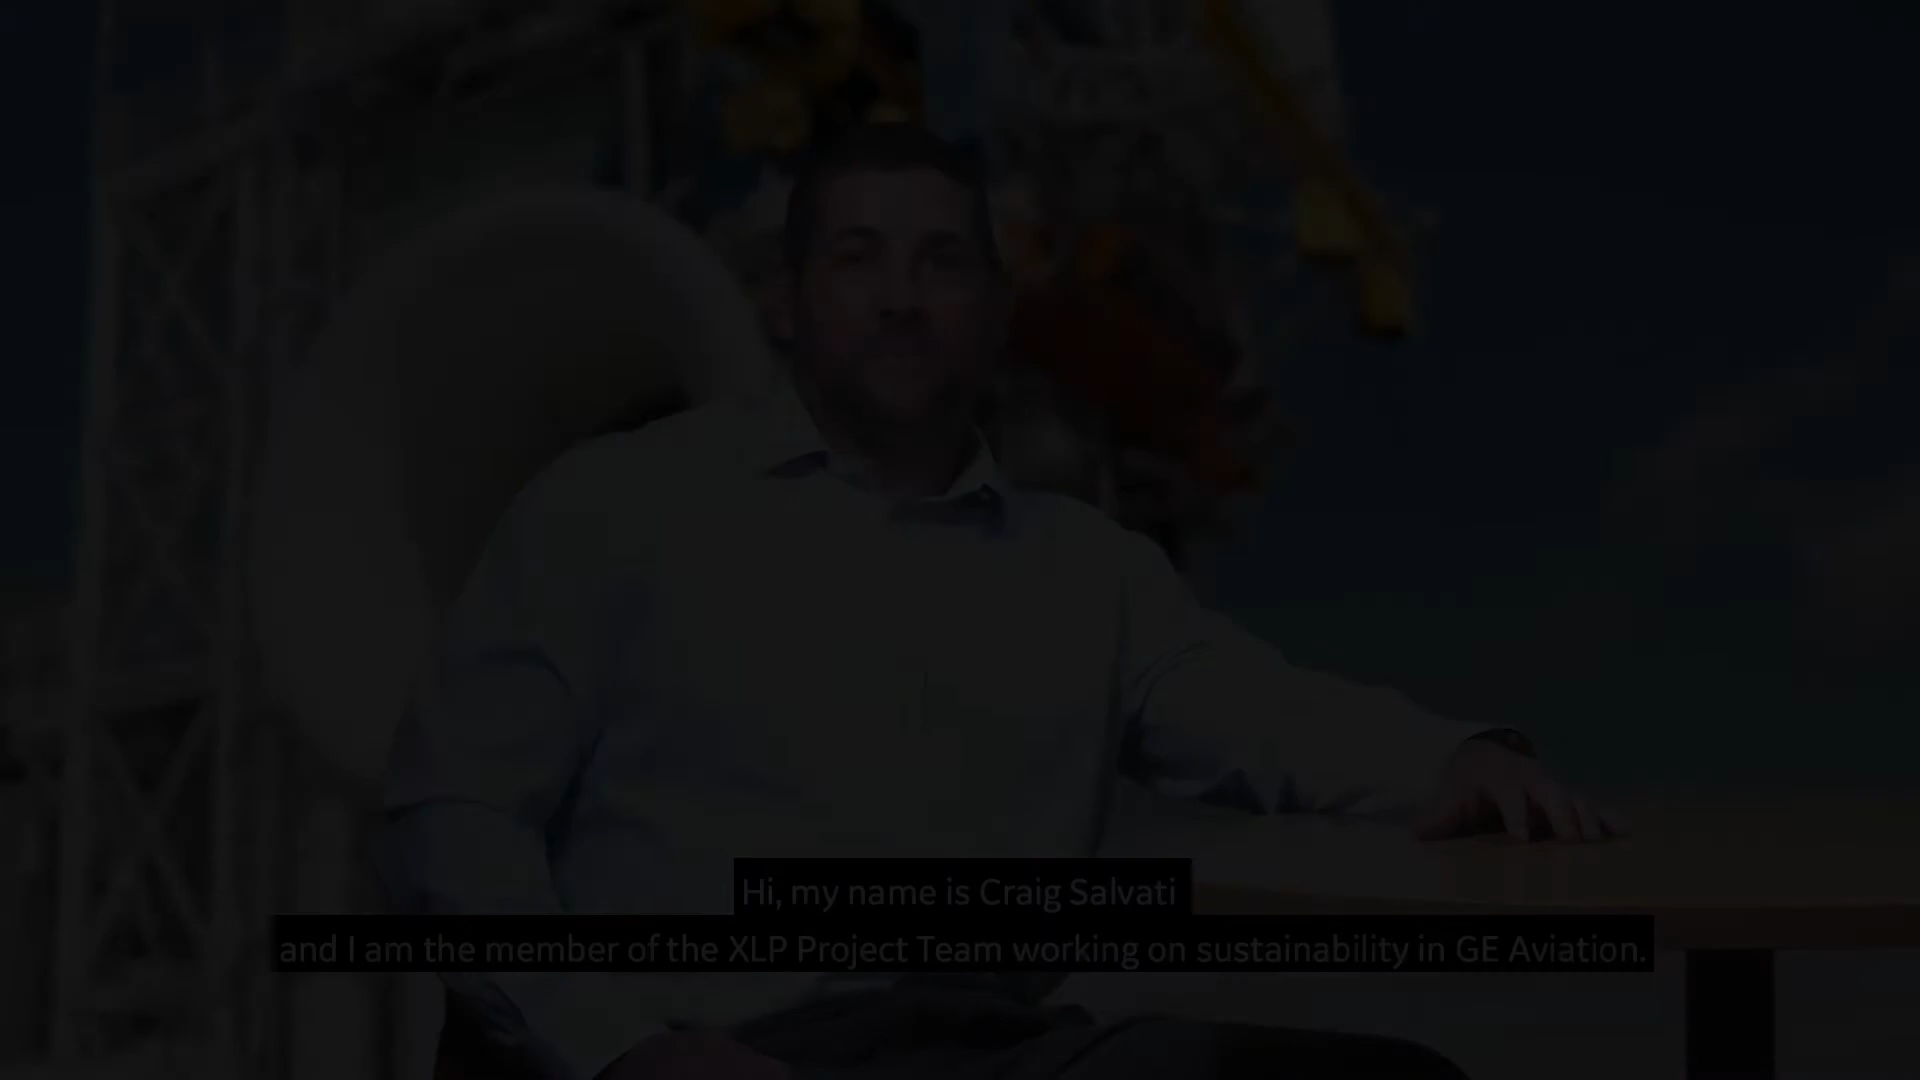 Hi, my name is Craig Salvati
and I am the member of the XLP Project Team working on sustainability in GE Aviation.